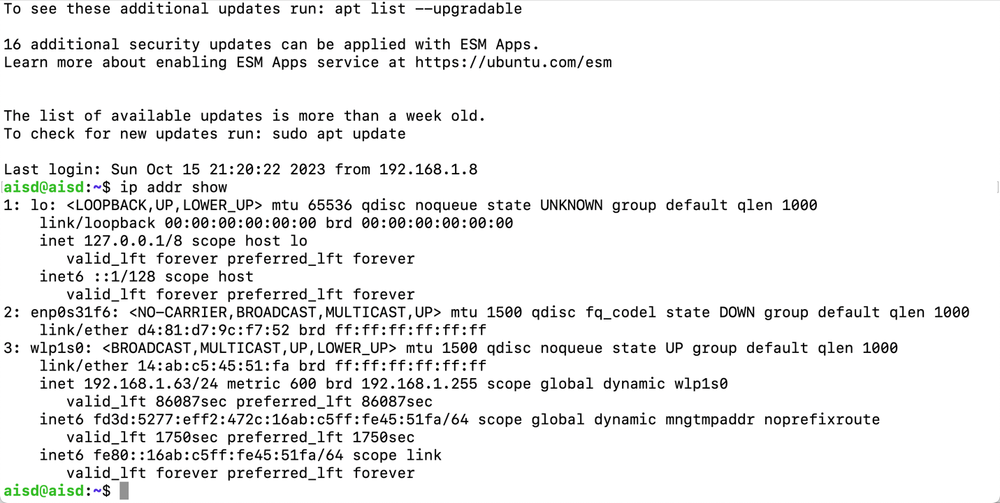 To see these additional updates run: apt list --upgradable
16 additional security updates can be applied with ESM Apps.
Learn more about enabling ESM Apps service at https://ubuntu.com/esm
The list of available updates is more than a week old.
To check for new updates run: sudo apt update
Last login: Sun Oct 15 21:20:22 2023 from 192.168.1.8
aisd@aisd:~$ ip addr show
1: lo: <LOOPBACK,UP,LOWER_UP> mtu 65536 qdisc noqueue state UNKNOWN group default qlen 1000
    link/loopback 00:00:00:00:00:00 brd 00:00:00:00:00:00
    inet 127.0.0.1/8 scope host lo
       valid_lft forever preferred_lft forever
    inet6 ::1/128 scope host
       valid_lft forever preferred_lft forever
2: enp0s31f6: <NO-CARRIER,BROADCAST,MULTICAST,UP> mtu 1500 qdisc fq_codel state DOWN group default qlen 1000
    link/ether d4:81:d7:9c:f7:52 brd ff:ff:ff:ff:ff:ff
3: wlp1s0: <BROADCAST,MULTICAST,UP,LOWER_UP> mtu 1500 qdisc noqueue state UP group default qlen 1000
    link/ether 14:ab:c5:45:51:fa brd ff:ff:ff:ff:ff:ff
    inet 192.168.1.63/24 metric 600 brd 192.168.1.255 scope global dynamic wlp1s0
       valid_lft 86087sec preferred_lft 86087sec
    inet6 fd3d:5277:eff2:472c:16ab:c5ff:fe45:51fa/64 scope global dynamic mngtmpaddr noprefixroute
       valid_lft 1750sec preferred_lft 1750sec
    inet6 fe80::16ab:c5ff:fe45:51fa/64 scope link
       valid_lft forever preferred_lft forever
aisd@aisd:~$